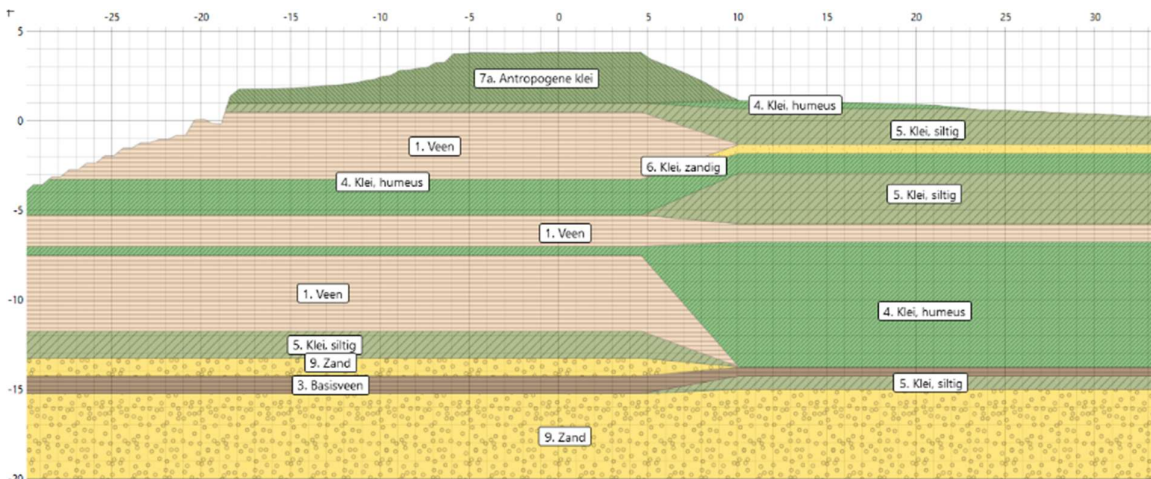 -25 -20 -15 -10 -5 0 5 10 15 20 25 30
5
7a. Antropogene klei
4. Klei, humeus
0
5. Klei, siltig
1. Veen
6. Klei, zandig
4. Klei, humeus
5. Klei, siltig
-5
1. Veen
1. Veen
-10
4. Klei, humeus
5. Klei, siltig
9. Zand
3. Basisveen
5. Klei, siltig
-15
9. Zand
-20